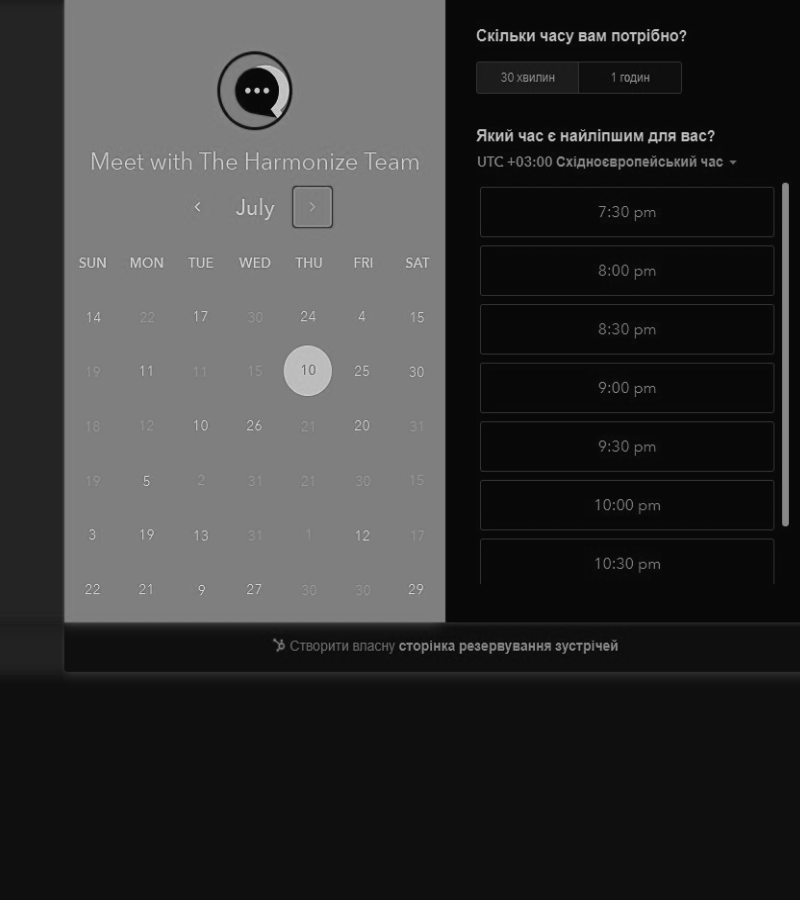 Meet with The Harmonize Team
July
SUN MON TUE WED THU FRI SAT
14 22 17 30 24 4 15
19 11 11 15 10 25 30
18 12 10 26 21 20 31
19 5 2 31 21 30 15
3 19 13 31 1 12 17
22 21 9 27 30 30 29
Скільки часу вам потрібно?
30 хвилин 1 годин
Який час є найліпшим для вас?
UTC +03:00 Східноєвропейський час
7:30 pm
8:00 pm
8:30 pm
9:00 pm
9:30 pm
10:00 pm
10:30 pm
Створити власну сторінка резервування зустрічей